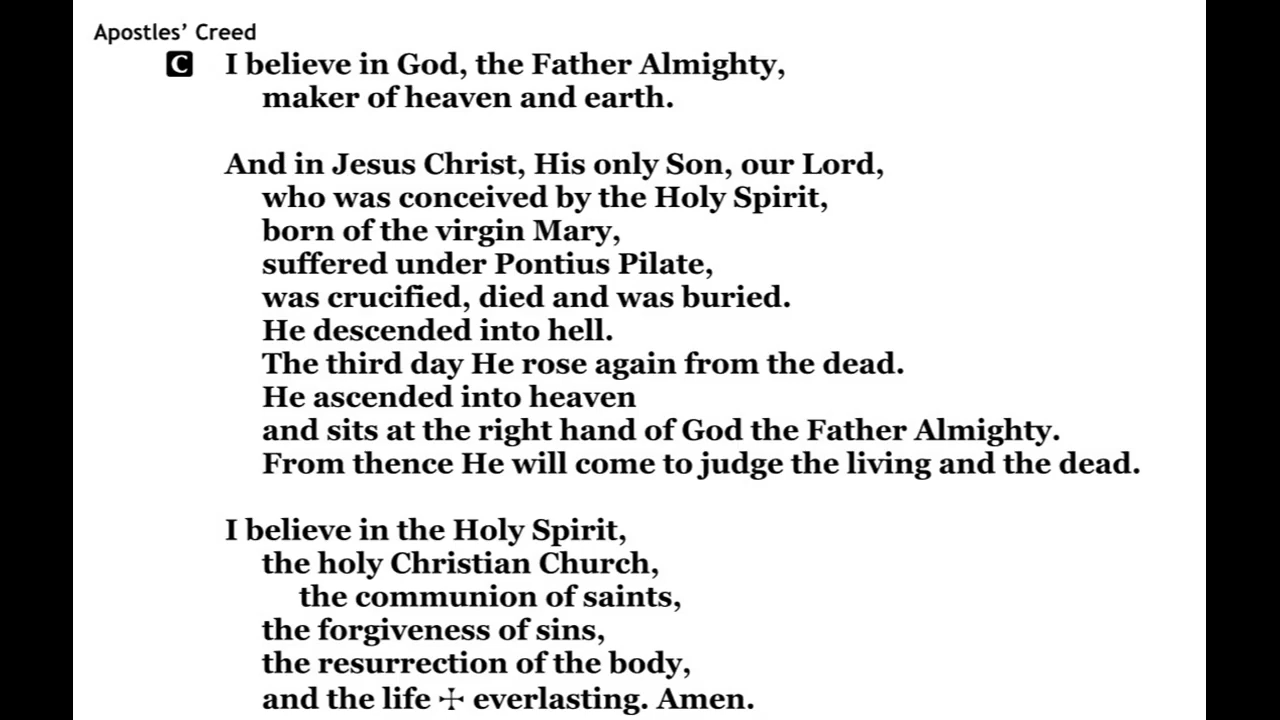 Apostles’ Creed
C I believe in God, the Father Almighty,
maker of heaven and earth.
And in Jesus Christ, His only Son, our Lord,
who was conceived by the Holy Spirit,
born of the virgin Mary,
suffered under Pontius Pilate,
was crucified, died and was buried.
He descended into hell.
The third day He rose again from the dead.
He ascended into heaven
and sits at the right hand of God the Father Almighty.
From thence He will come to judge the living and the dead.
I believe in the Holy Spirit,
the holy Christian Church,
the communion of saints,
the forgiveness of sins,
the resurrection of the body,
and the life ☩ everlasting. Amen.